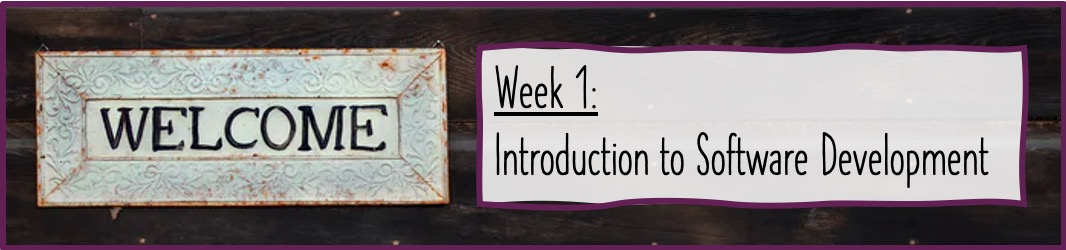 WELCOME
Week 1:
Introduction to Software Development